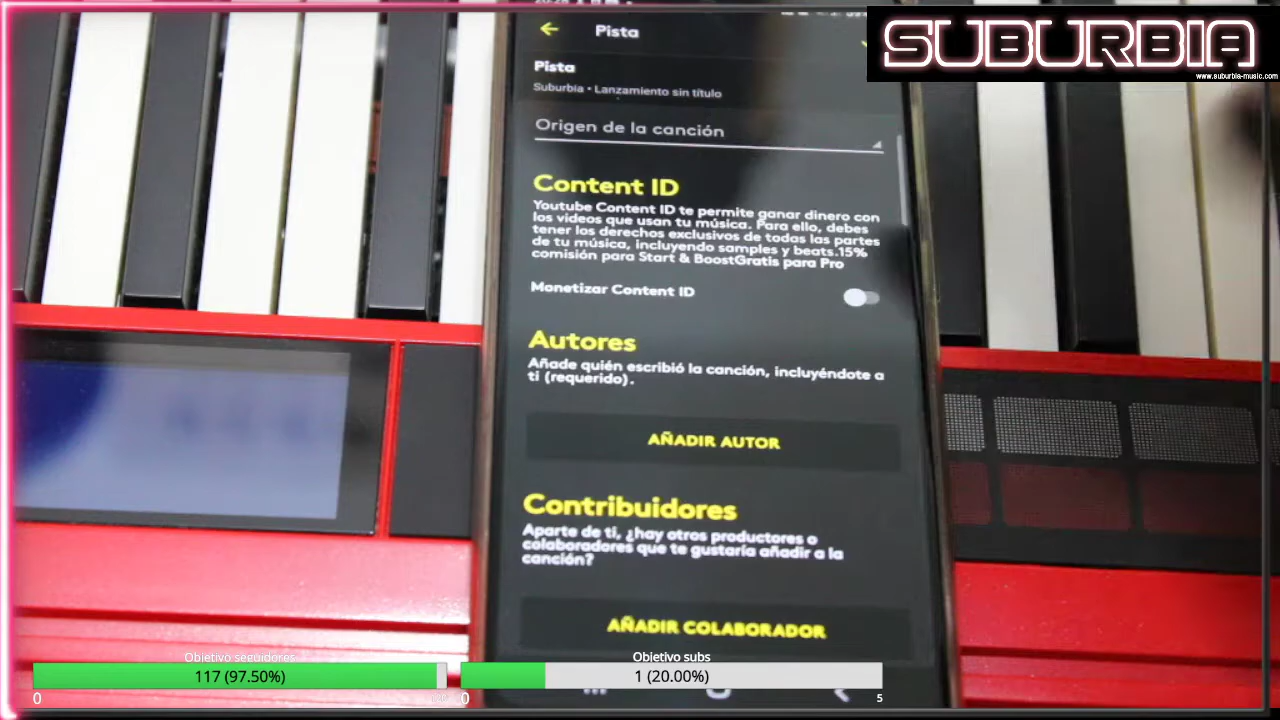 Pista
SUBURBIA
www.suburbia-music.com
Pista
Suburbia • Lanzamiento sin título
Origen de la canción
Content ID
Youtube Content ID te permite ganar dinero con
los videos que usan tu música. Para ello, debes
tener los derechos exclusivos de todas las partes
de tu música, incluyendo samples y beats.15%
comisión para Start & BoostGratis para Pro
Monetizar Content ID
Autores
Añade quién escribió la canción, incluyéndote a
ti (requerido).
AÑADIR AUTOR
Contribuidores
Aparte de ti, ¿hay otros productores o
colaboradores que te gustaría añadir a la
canción?
AÑADIR COLABORADOR
Objetivo seguidores
117 (97.50%)
0
Objetivo subs
1 (20.00%)
0
5